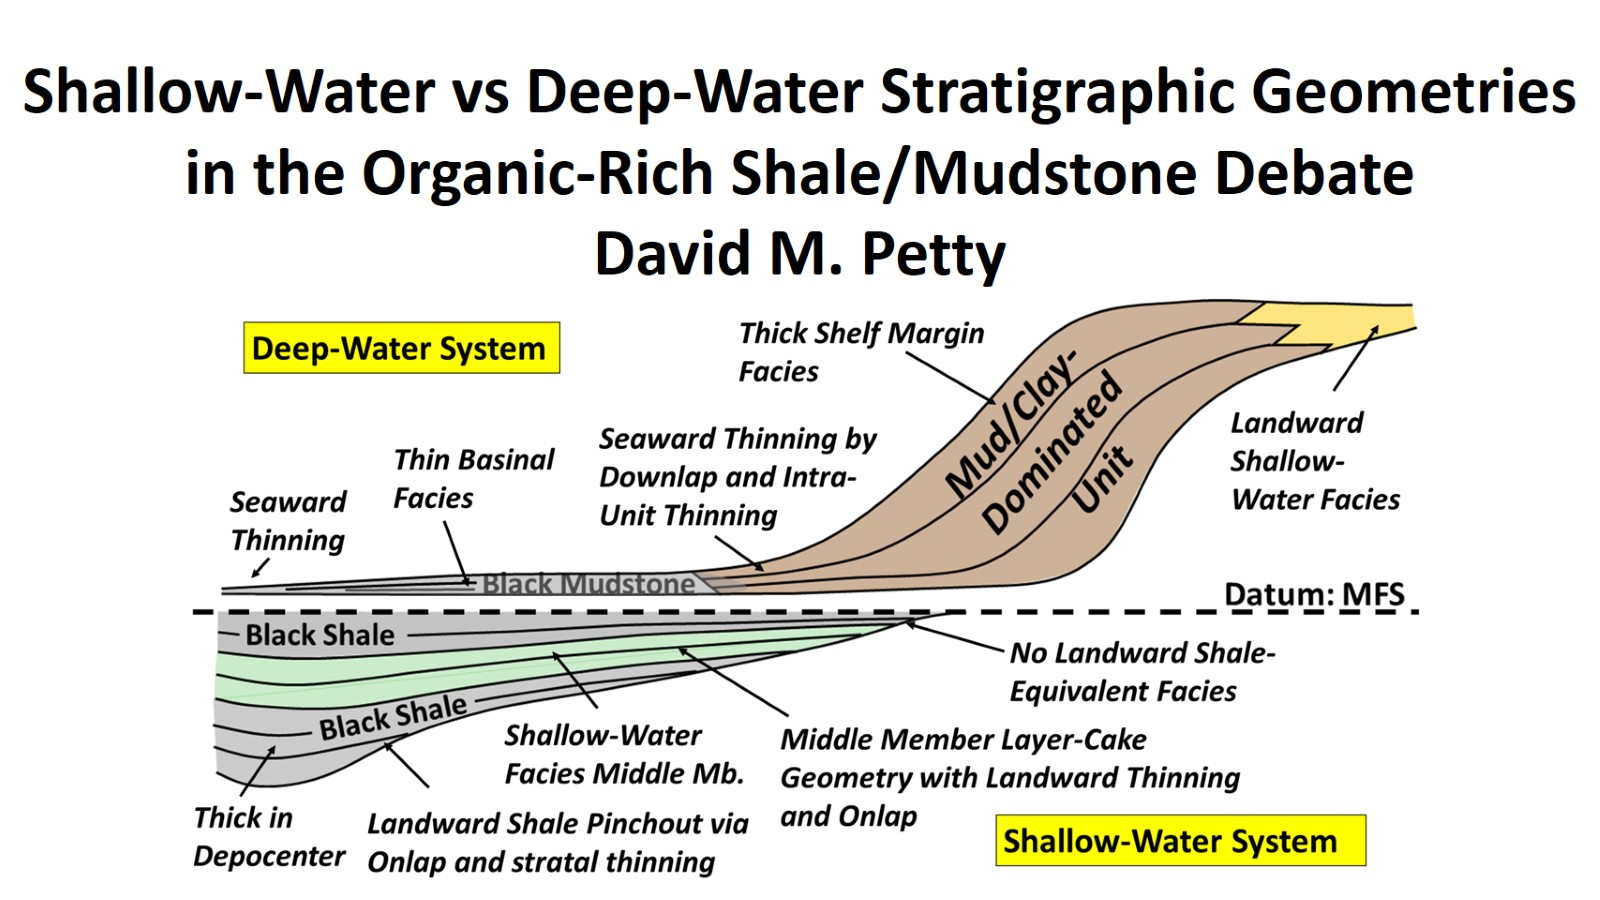 Shallow-Water vs Deep-Water Stratigraphic Geometries
in the Organic-Rich Shale/Mudstone Debate
David M. Petty
Deep-Water System
Thick Shelf Margin
Facies
Mud/Clay-
Dominated
Unit
Landward
Shallow-
Water Facies
Seaward Thinning by
Downlap and Intra-
Unit Thinning
Thin Basinal
Facies
Seaward
Thinning
Black Mudstone
Datum: MFS
Black Shale
No Landward Shale-
Equivalent Facies
Black Shale
Shallow-Water
Facies Middle Mb.
Middle Member Layer-Cake
Geometry with Landward Thinning
and Onlap
Thick in
Depocenter
Landward Shale Pinchout via
Onlap and stratal thinning
Shallow-Water System